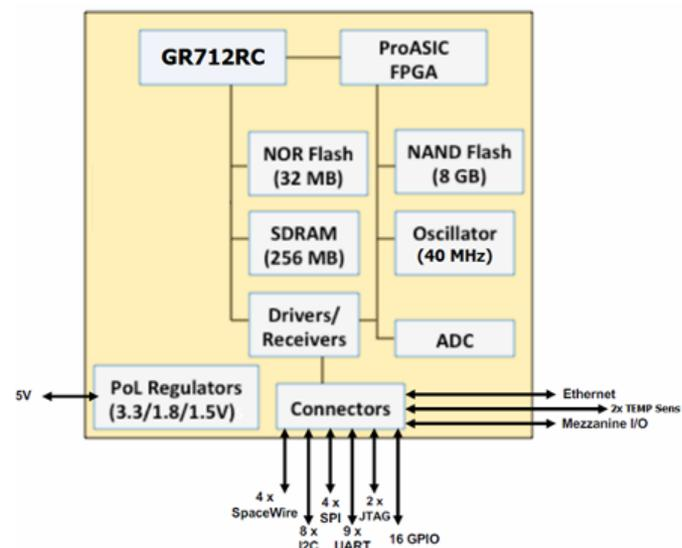 GR712RC
ProASIC
FPGA
NOR Flash
(32 MB)
NAND Flash
(8 GB)
SDRAM
(256 MB)
Oscillator
(40 MHz)
Drivers/
Receivers
ADC
PoL Regulators
(3.3/1.8/1.5V)
Connectors
5V
Ethernet
2x TEMP Sens
Mezzanine I/O
4 x
SpaceWire
8 x
I2C
4 x
SPI
9 x
UART
2 x
JTAG
16 GPIO